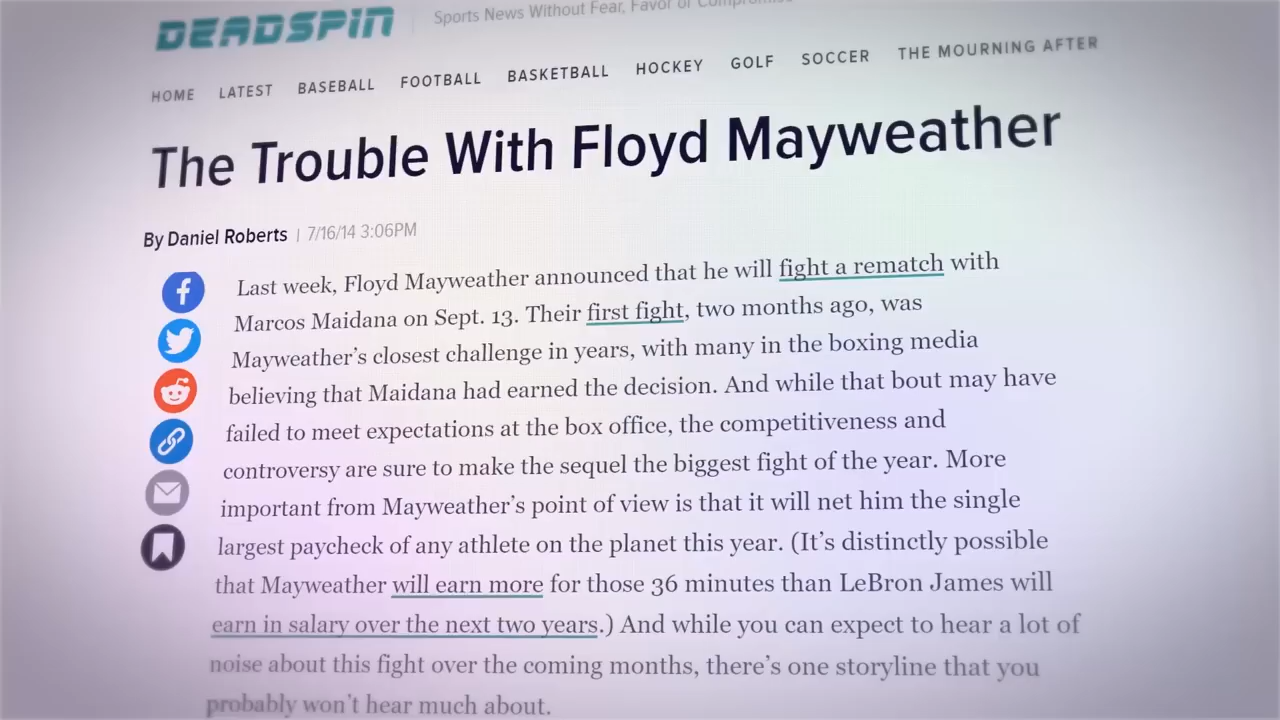 DEADSPIN
Sports News Without Fear, Favor or Compromise
HOME LATEST BASEBALL FOOTBALL BASKETBALL HOCKEY GOLF SOCCER THE MOURNING AFTER
The Trouble With Floyd Mayweather
By Daniel Roberts | 7/16/14 3:06PM
Last week, Floyd Mayweather announced that he will fight a rematch with
Marcos Maidana on Sept. 13. Their first fight, two months ago, was
Mayweather's closest challenge in years, with many in the boxing media
believing that Maidana had earned the decision. And while that bout may have
failed to meet expectations at the box office, the competitiveness and
controversy are sure to make the sequel the biggest fight of the year. More
important from Mayweather's point of view is that it will net him the single
largest paycheck of any athlete on the planet this year. (It's distinctly possible
that Mayweather will earn more for those 36 minutes than LeBron James will
earn in salary over the next two years.) And while you can expect to hear a lot of
noise about this fight over the coming months, there's one storyline that you
probably won't hear much about.